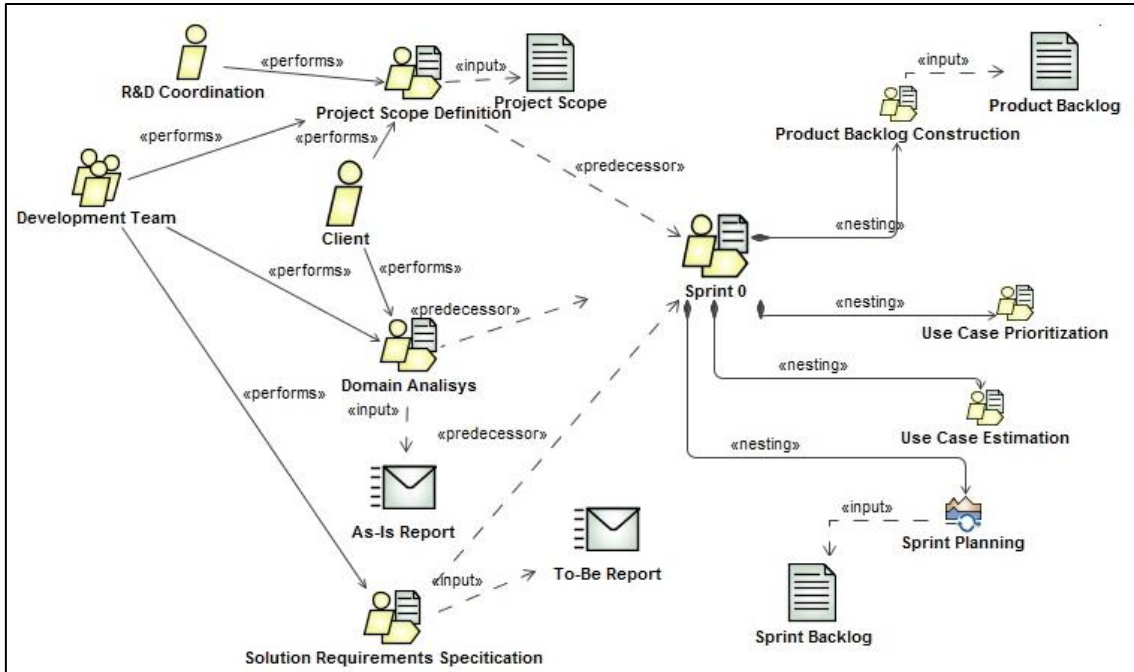 «performs»
«input»
«input»
R&D Coordination
Project Scope Definition
Project Scope
Product Backlog
«performs»
«performs»
Product Backlog Construction
«predecessor»
Development Team
Client
«nesting»
«performs»
«performs»
Sprint 0
«predecessor»
«nesting»
Use Case Prioritization
«performs»
Domain Analisys
«nesting»
«input»
«predecessor»
«nesting»
Use Case Estimation
As-Is Report
«input»
Sprint Planning
«input»
To-Be Report
Sprint Backlog
Solution Requirements Specitication